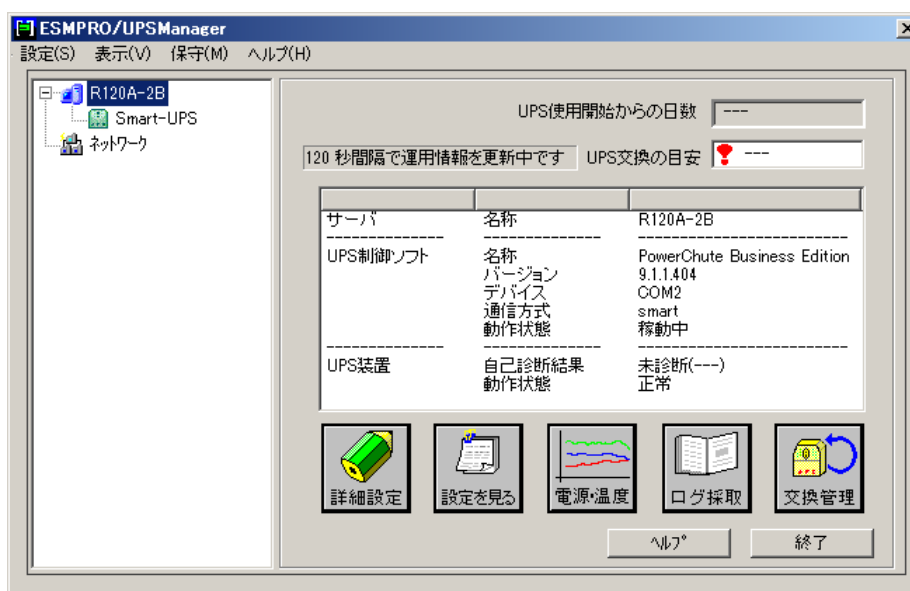 ESMPRO/UPSManager
設定(S) 表示(V) 保守(M) ヘルプ(H)
R120A-2B
Smart-UPS
ネットワーク
UPS使用開始からの日数 ---
120 秒間隔で運用情報を更新中です UPS交換の目安 ---
サーバ 名称 R120A-2B
UPS制御ソフト 名称 PowerChute Business Edition
バージョン 9.1.1.404
デバイス COM2
通信方式 smart
動作状態 稼動中
UPS装置 自己診断結果 未診断(---)
動作状態 正常
詳細設定 設定を見る 電源・温度 ログ採取 交換管理
ヘルプ 終了